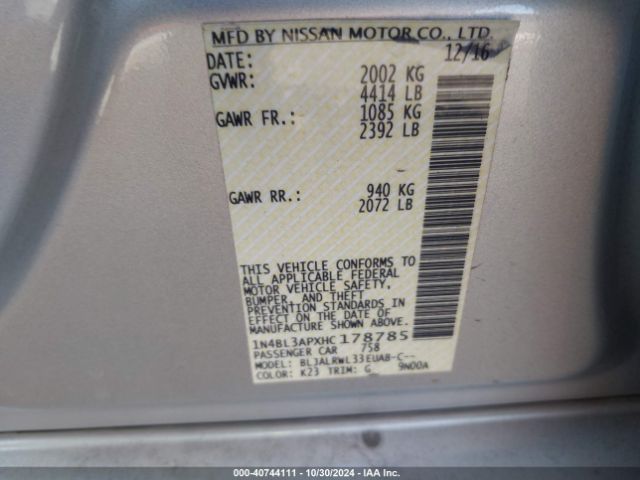 MFD BY NISSAN MOTOR CO., LTD.
DATE: 12/16
GVWR: 2002 KG
4414 LB
GAWR FR.: 1085 KG
2392 LB
GAWR RR.: 940 KG
2072 LB
THIS VEHICLE CONFORMS TO
ALL APPLICABLE FEDERAL
MOTOR VEHICLE SAFETY,
BUMPER, AND THEFT
PREVENTION STANDARDS IN
EFFECT ON THE DATE OF
MANUFACTURE SHOWN ABOVE.
1N4BL3APXHC178785
PASSENGER CAR 758
MODEL: BL3ALRWL33EUAB-C--
COLOR: K23 TRIM: G 9N00A
000-40744111 - 10/30/2024 - IAA Inc.